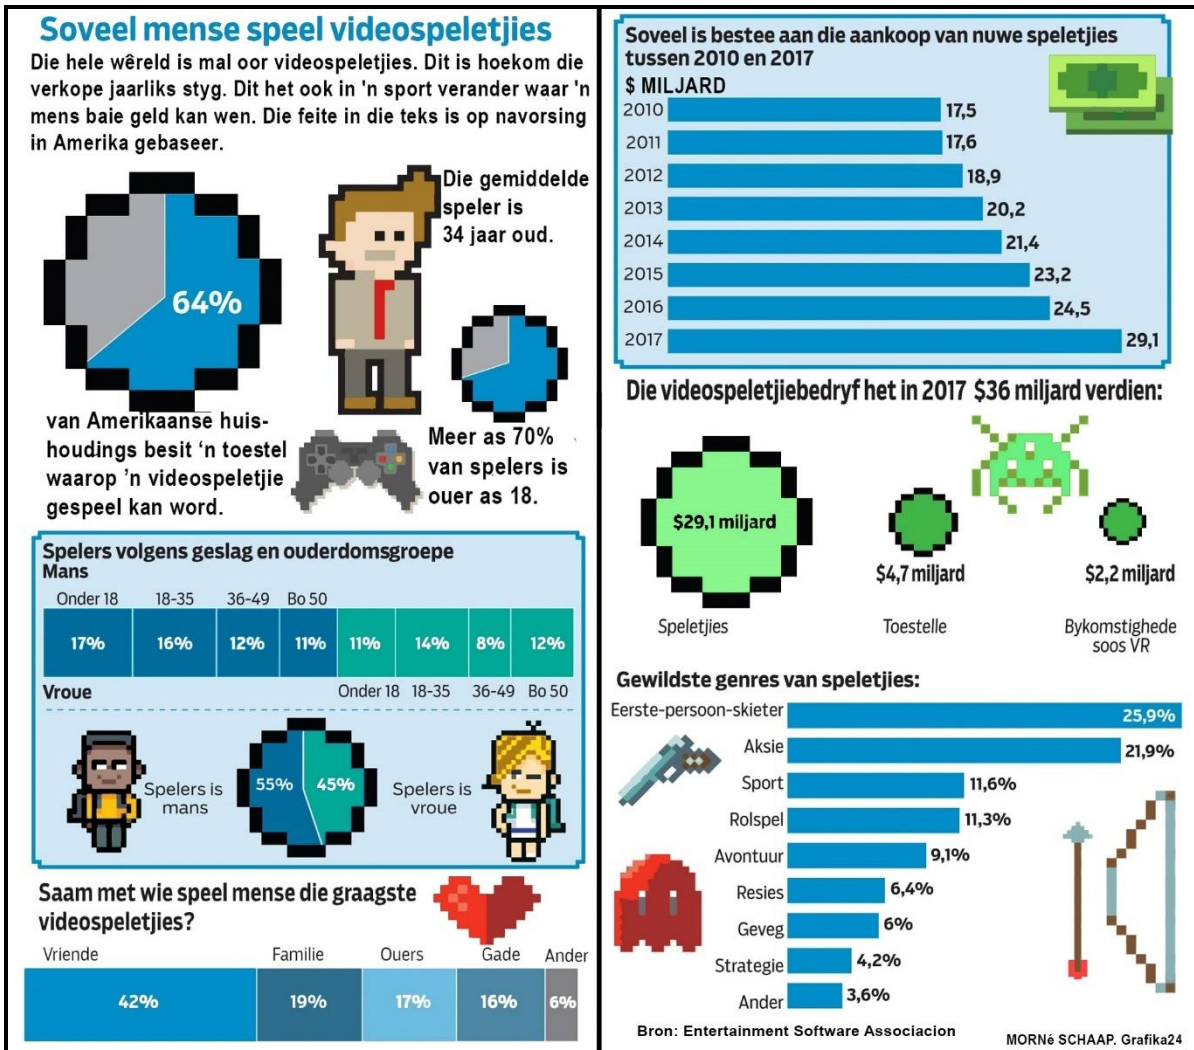 Soveel mense speel videospeletjies
Die hele wêreld is mal oor videospeletjies. Dit is hoekom die
verkope jaarliks styg. Dit het ook in 'n sport verander waar 'n
mens baie geld kan wen. Die feite in die teks is op navorsing
in Amerika gebaseer.
64%
van Amerikaanse huis-
houdings besit ‘n toestel
waarop ’n videospeletjie
gespeel kan word.
Die gemiddelde
speler is
34 jaar oud.
Meer as 70%
van spelers is
ouer as 18.
Spelers volgens geslag en ouderdomsgroepe
Mans
Onder 18 18-35 36-49 Bo 50
17% 16% 12% 11% 11% 14% 8% 12%
Vroue Onder 18 18-35 36-49 Bo 50
Spelers is
mans
55% 45%
Spelers is
vroue
Saam met wie speel mense die graagste
videospeletjies?
Vriende Familie Ouers Gade Ander
42% 19% 17% 16% 6%
Soveel is bestee aan die aankoop van nuwe speletjies
tussen 2010 en 2017
$ MILJARD
2010 17,5
2011 17,6
2012 18,9
2013 20,2
2014 21,4
2015 23,2
2016 24,5
2017 29,1
Die videospeletjiebedryf het in 2017 $36 miljard verdien:
$29,1 miljard
Speletjies
$4,7 miljard
Toestelle
$2,2 miljard
Bykomstighede
soos VR
Gewildste genres van speletjies:
Eerste-persoon-skieter 25,9%
Aksie 21,9%
Sport 11,6%
Rolspel 11,3%
Avontuur 9,1%
Resies 6,4%
Geveg 6%
Strategie 4,2%
Ander 3,6%
Bron: Entertainment Software Associacion
MORNé SCHAAP. Grafika24